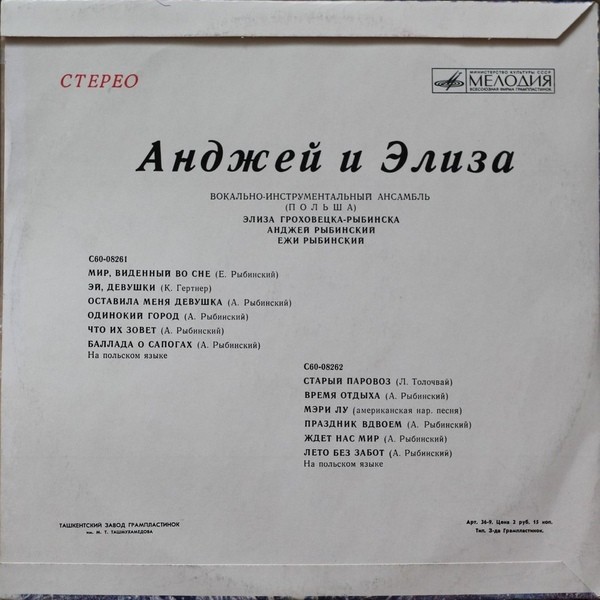 СТЕРЕО
МИНИСТЕРСТВО КУЛЬТУРЫ СССР
МЕЛОДИЯ
ВСЕСОЮЗНАЯ ФИРМА ГРАМПЛАСТИНОК
Анджей и Элиза
ВОКАЛЬНО-ИНСТРУМЕНТАЛЬНЫЙ АНСАМБЛЬ
(ПОЛЬША)
ЭЛИЗА ГРОХОВЕЦКА-РЫБИНСКА
АНДЖЕЙ РЫБИНСКИЙ
ЕЖИ РЫБИНСКИЙ
С60-08261
МИР, ВИДЕННЫЙ ВО СНЕ (Е. Рыбинский)
ЭЙ, ДЕВУШКИ (К. Гертнер)
ОСТАВИЛА МЕНЯ ДЕВУШКА (А. Рыбинский)
ОДИНОКИЙ ГОРОД (А. Рыбинский)
ЧТО ИХ ЗОВЕТ (А. Рыбинский)
БАЛЛАДА О САПОГАХ (А. Рыбинский)
На польском языке
С60-08262
СТАРЫЙ ПАРОВОЗ (Л. Толочвай)
ВРЕМЯ ОТДЫХА (А. Рыбинский)
МЭРИ ЛУ (американская нар. песня)
ПРАЗДНИК ВДВОЕМ (А. Рыбинский)
ЖДЕТ НАС МИР (А. Рыбинский)
ЛЕТО БЕЗ ЗАБОТ (А. Рыбинский)
На польском языке
ТАШКЕНТСКИЙ ЗАВОД ГРАМПЛАСТИНОК
им. М. Т. ТАШМУХАМЕДОВА
Арт. 34-9. Цена 2 руб. 15 коп.
Тип. З-да Грампластинок.